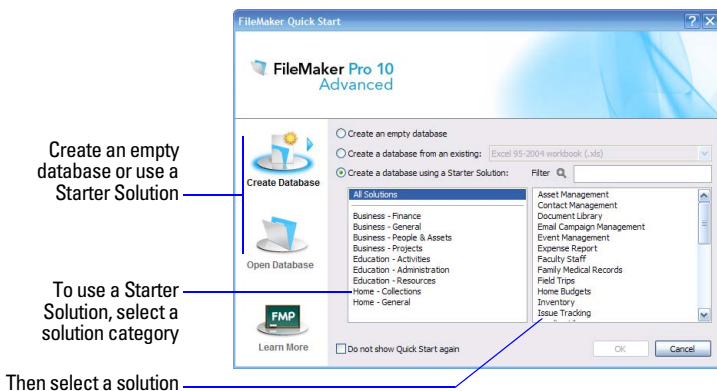 FileMaker Quick Start
FileMaker Pro 10
Advanced
Create an empty
database or use a
Starter Solution
Create Database
Open Database
FMP
Learn More
Create an empty database
Create a database from an existing: Excel 95-2004 workbook (.xls)
Create a database using a Starter Solution: Filter
All Solutions
Business - Finance
Business - General
Business - People & Assets
Business - Projects
Education - Activities
Education - Administration
Education - Resources
Home - Collections
Home - General
Asset Management
Contact Management
Document Library
Email Campaign Management
Event Management
Expense Report
Faculty Staff
Family Medical Records
Field Trips
Home Budgets
Inventory
Issue Tracking
Do not show Quick Start again
OK
Cancel
To use a Starter
Solution, select a
solution category
Then select a solution